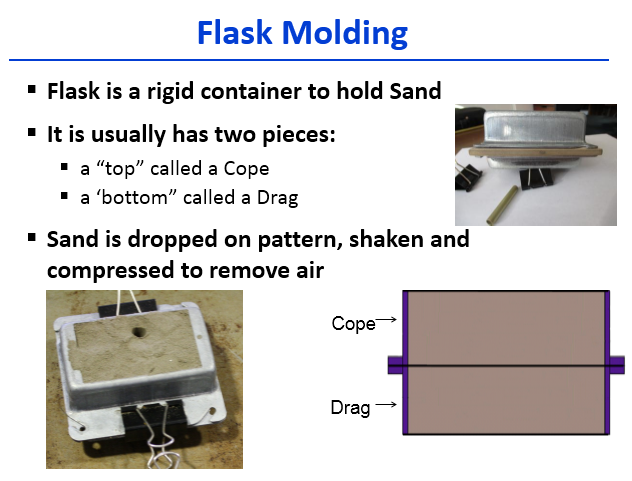 Flask Molding
Flask is a rigid container to hold Sand
It is usually has two pieces:
a “top” called a Cope
a ‘bottom” called a Drag
Sand is dropped on pattern, shaken and
compressed to remove air
Cope
Drag